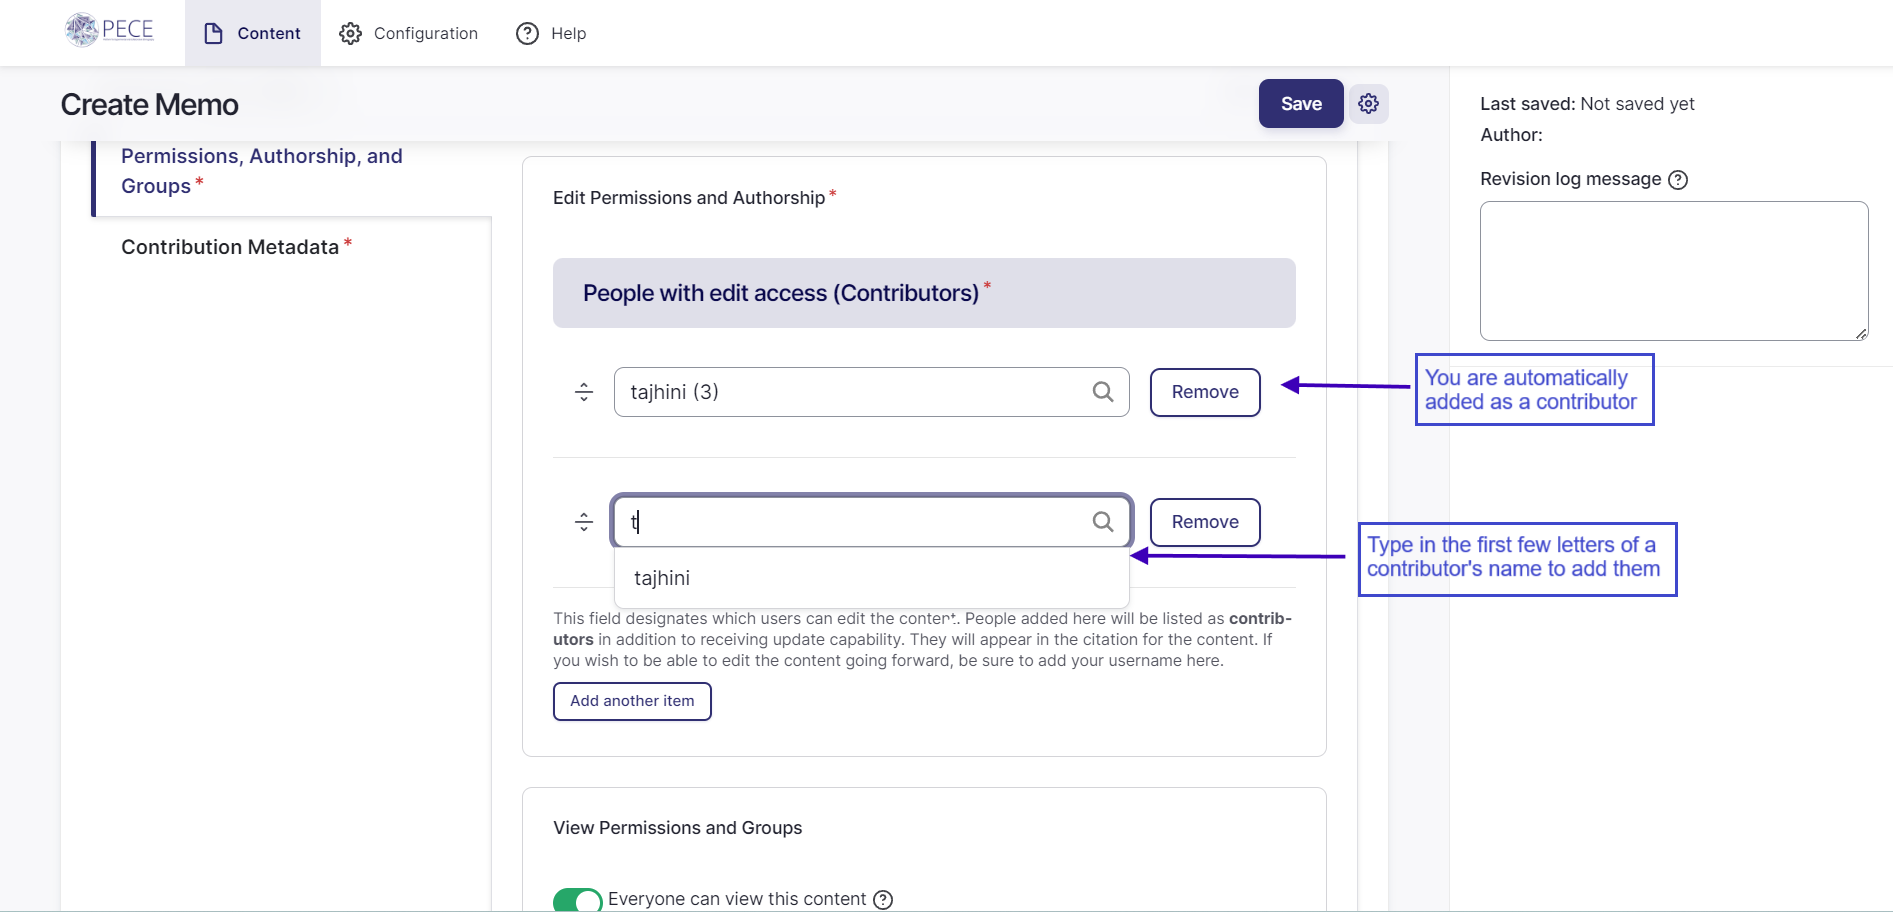 PECE
Content
Configuration
Help
Create Memo
Save
Last saved: Not saved yet
Author:
Revision log message
Permissions, Authorship, and
Groups *
Contribution Metadata *
Edit Permissions and Authorship *
People with edit access (Contributors) *
tajhini (3)
Remove
You are automatically
added as a contributor
t
Remove
tajhini
Type in the first few letters of a
contributor's name to add them
This field designates which users can edit the content. People added here will be listed as contrib-
utors in addition to receiving update capability. They will appear in the citation for the content. If
you wish to be able to edit the content going forward, be sure to add your username here.
Add another item
View Permissions and Groups
Everyone can view this content